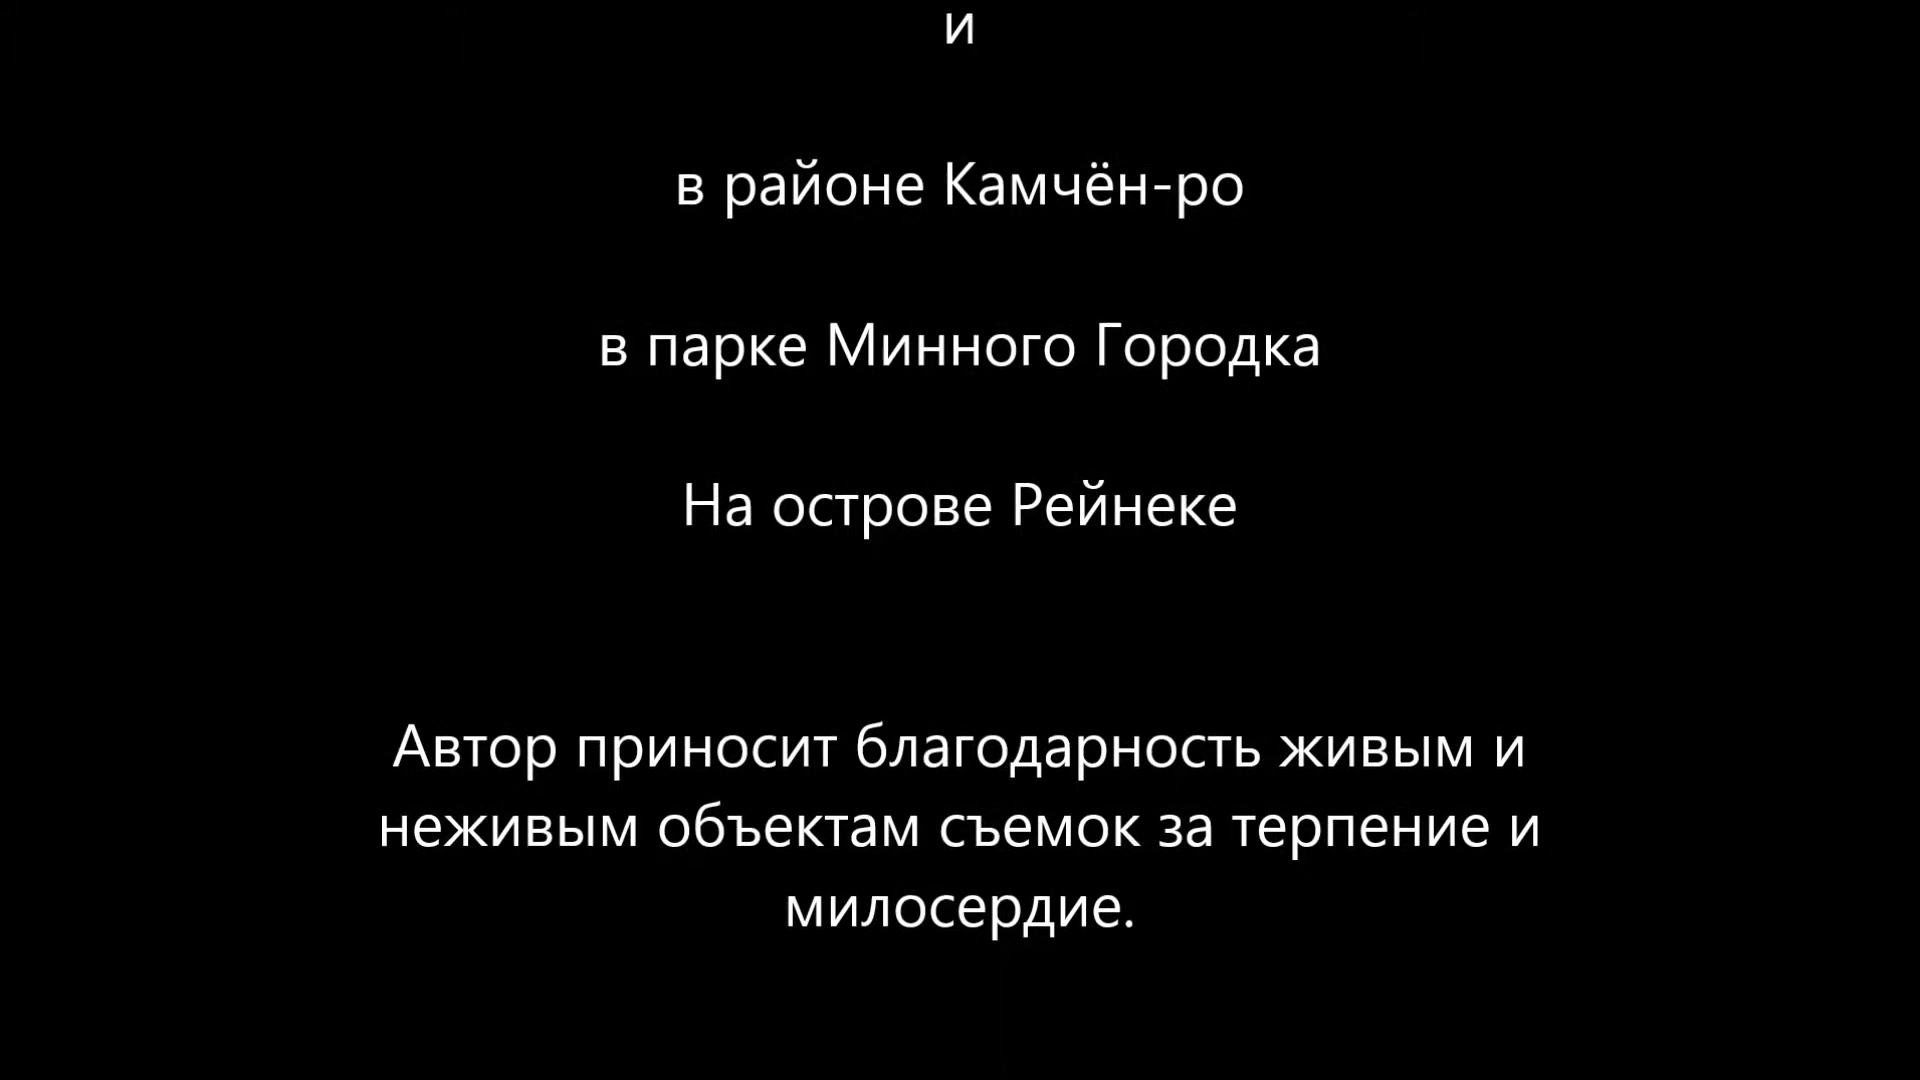 и
в районе Камчён-ро
в парке Минного Городка
На острове Рейнеке
Автор приносит благодарность живым и
неживым объектам съемок за терпение и
милосердие.